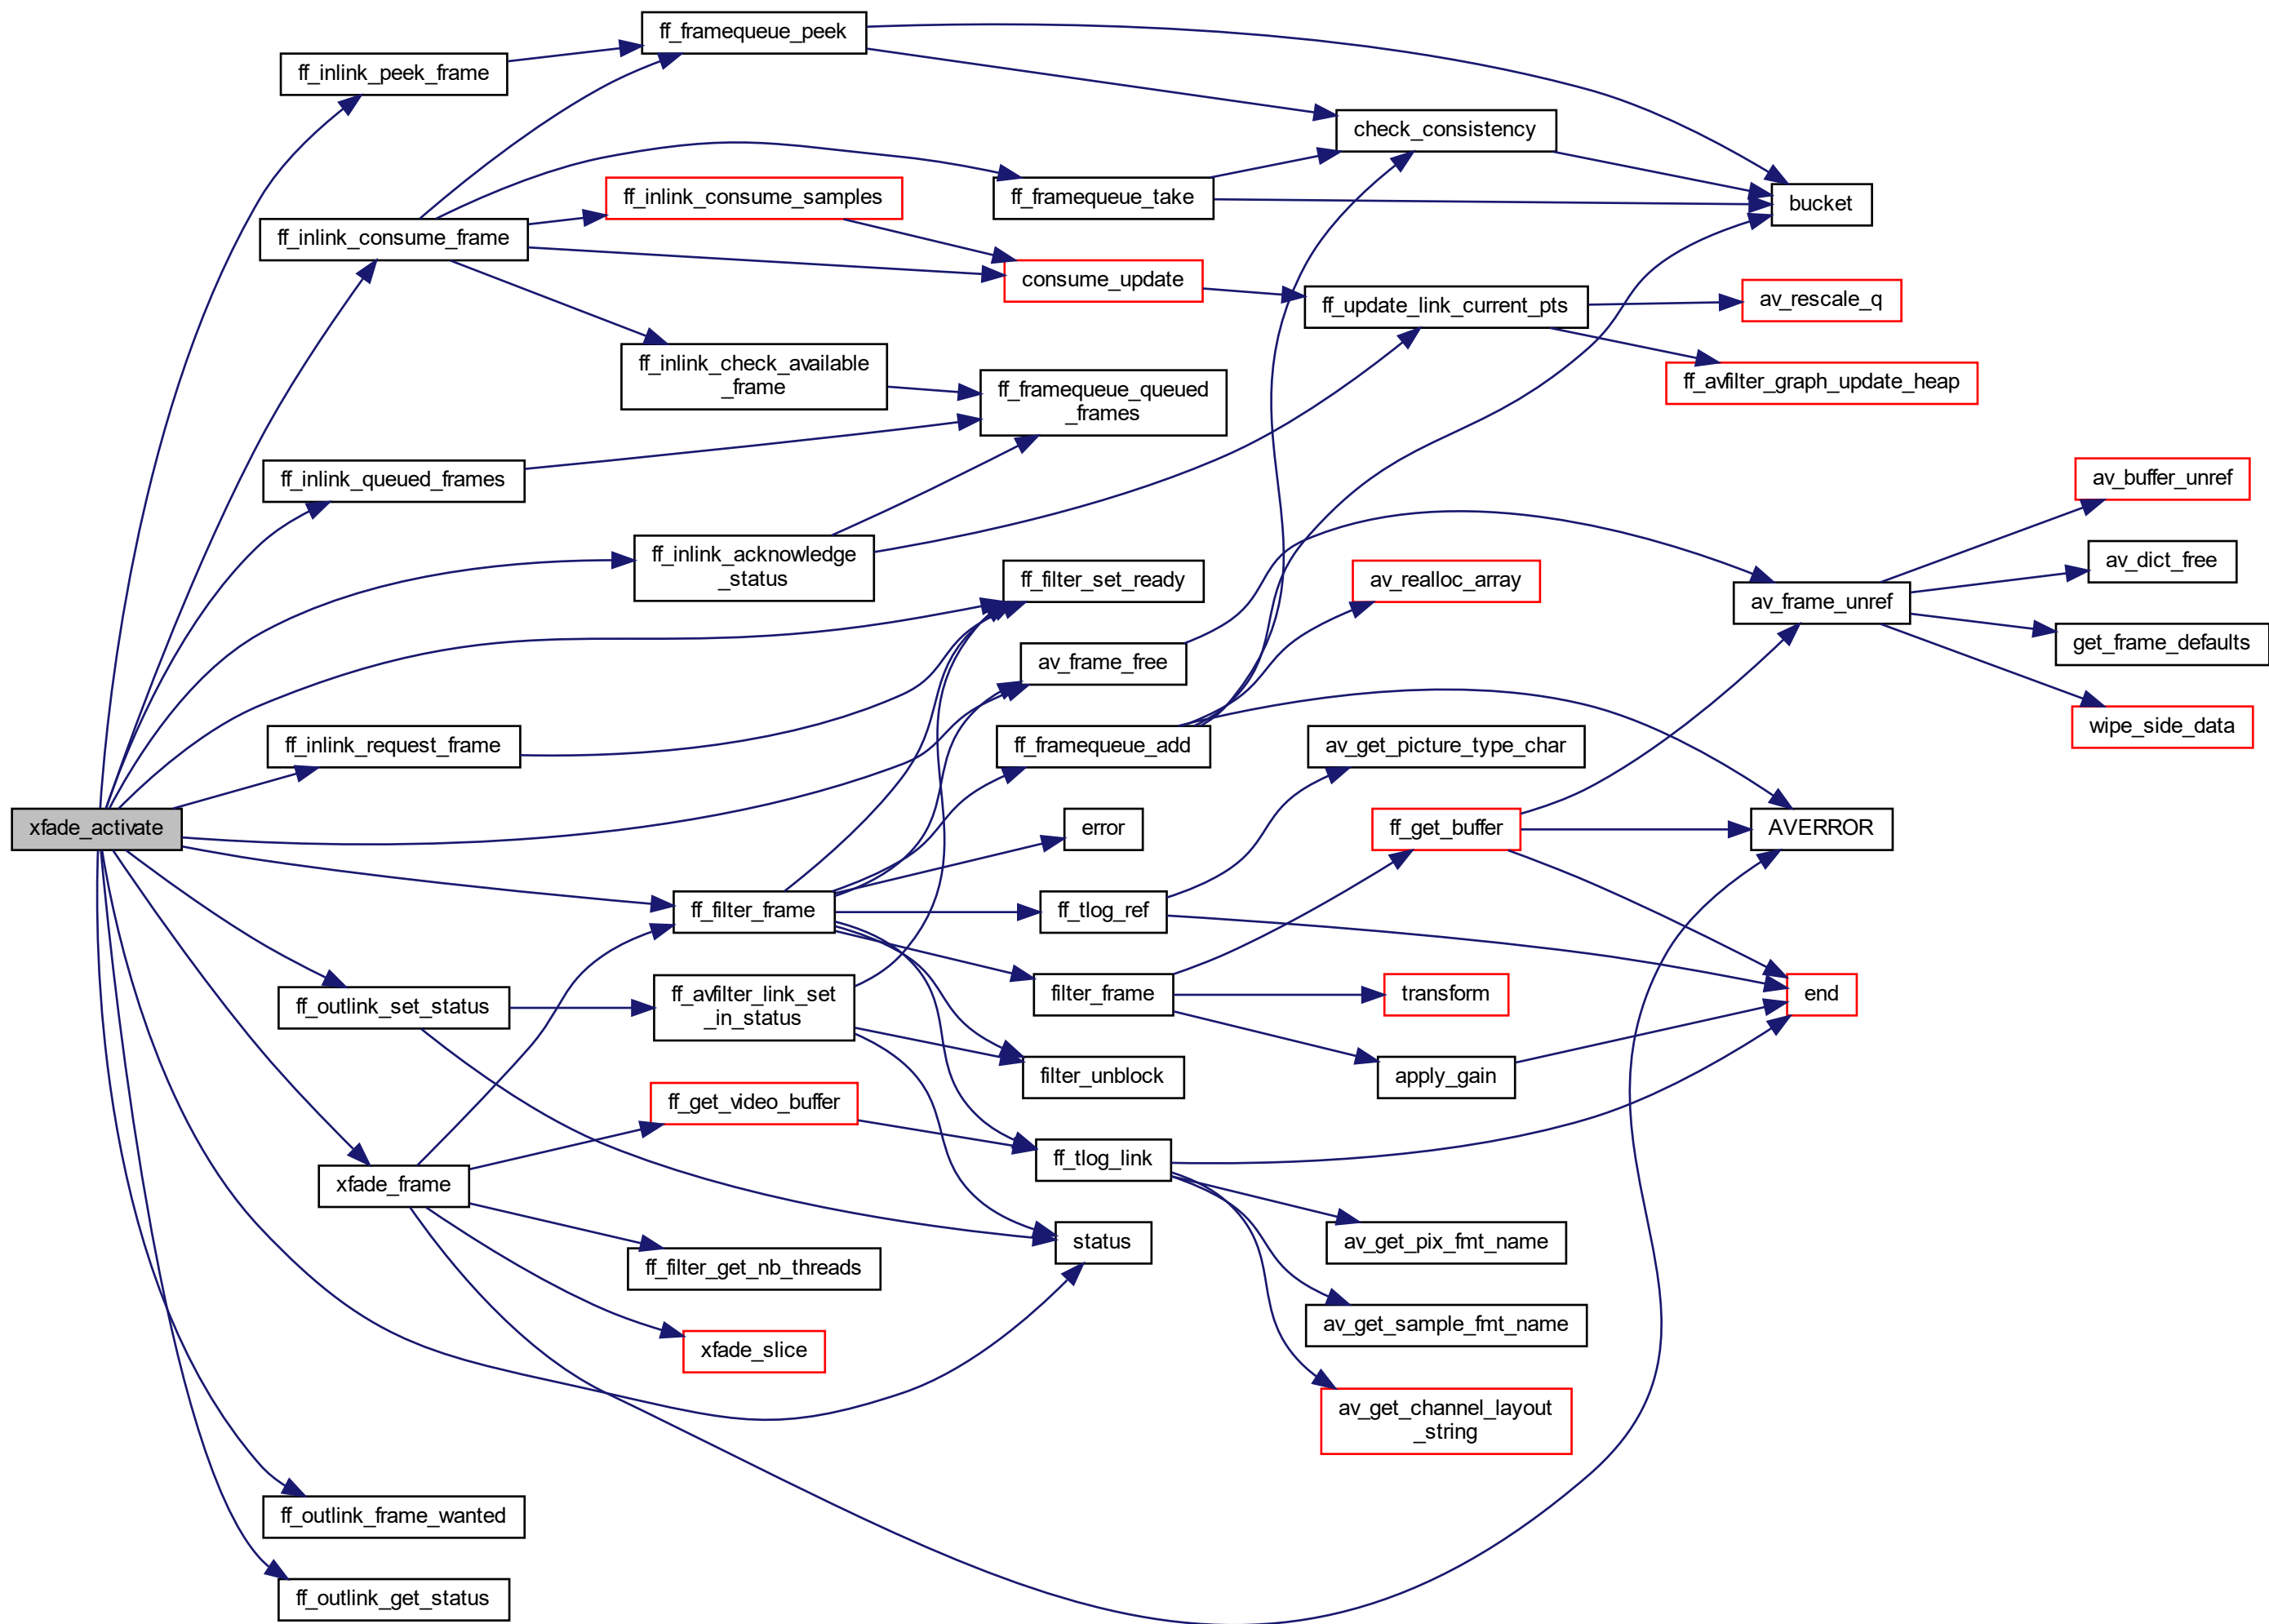 ff_framequeue_peek
ff_inlink_peek_frame
check_consistency
ff_inlink_consume_samples
ff_framequeue_take
bucket
ff_inlink_consume_frame
consume_update
ff_update_link_current_pts
av_rescale_q
ff_inlink_check_available
_frame
ff_framequeue_queued
_frames
ff_avfilter_graph_update_heap
ff_inlink_queued_frames
av_buffer_unref
ff_inlink_acknowledge
_status
ff_filter_set_ready
av_realloc_array
av_dict_free
av_frame_unref
av_frame_free
get_frame_defaults
ff_inlink_request_frame
ff_framequeue_add
av_get_picture_type_char
wipe_side_data
xfade_activate
error
ff_get_buffer
AVERROR
ff_filter_frame
ff_tlog_ref
ff_outlink_set_status
ff_avfilter_link_set
_in_status
filter_frame
transform
end
filter_unblock
apply_gain
ff_get_video_buffer
ff_tlog_link
xfade_frame
status
av_get_pix_fmt_name
ff_filter_get_nb_threads
av_get_sample_fmt_name
xfade_slice
av_get_channel_layout
_string
ff_outlink_frame_wanted
ff_outlink_get_status